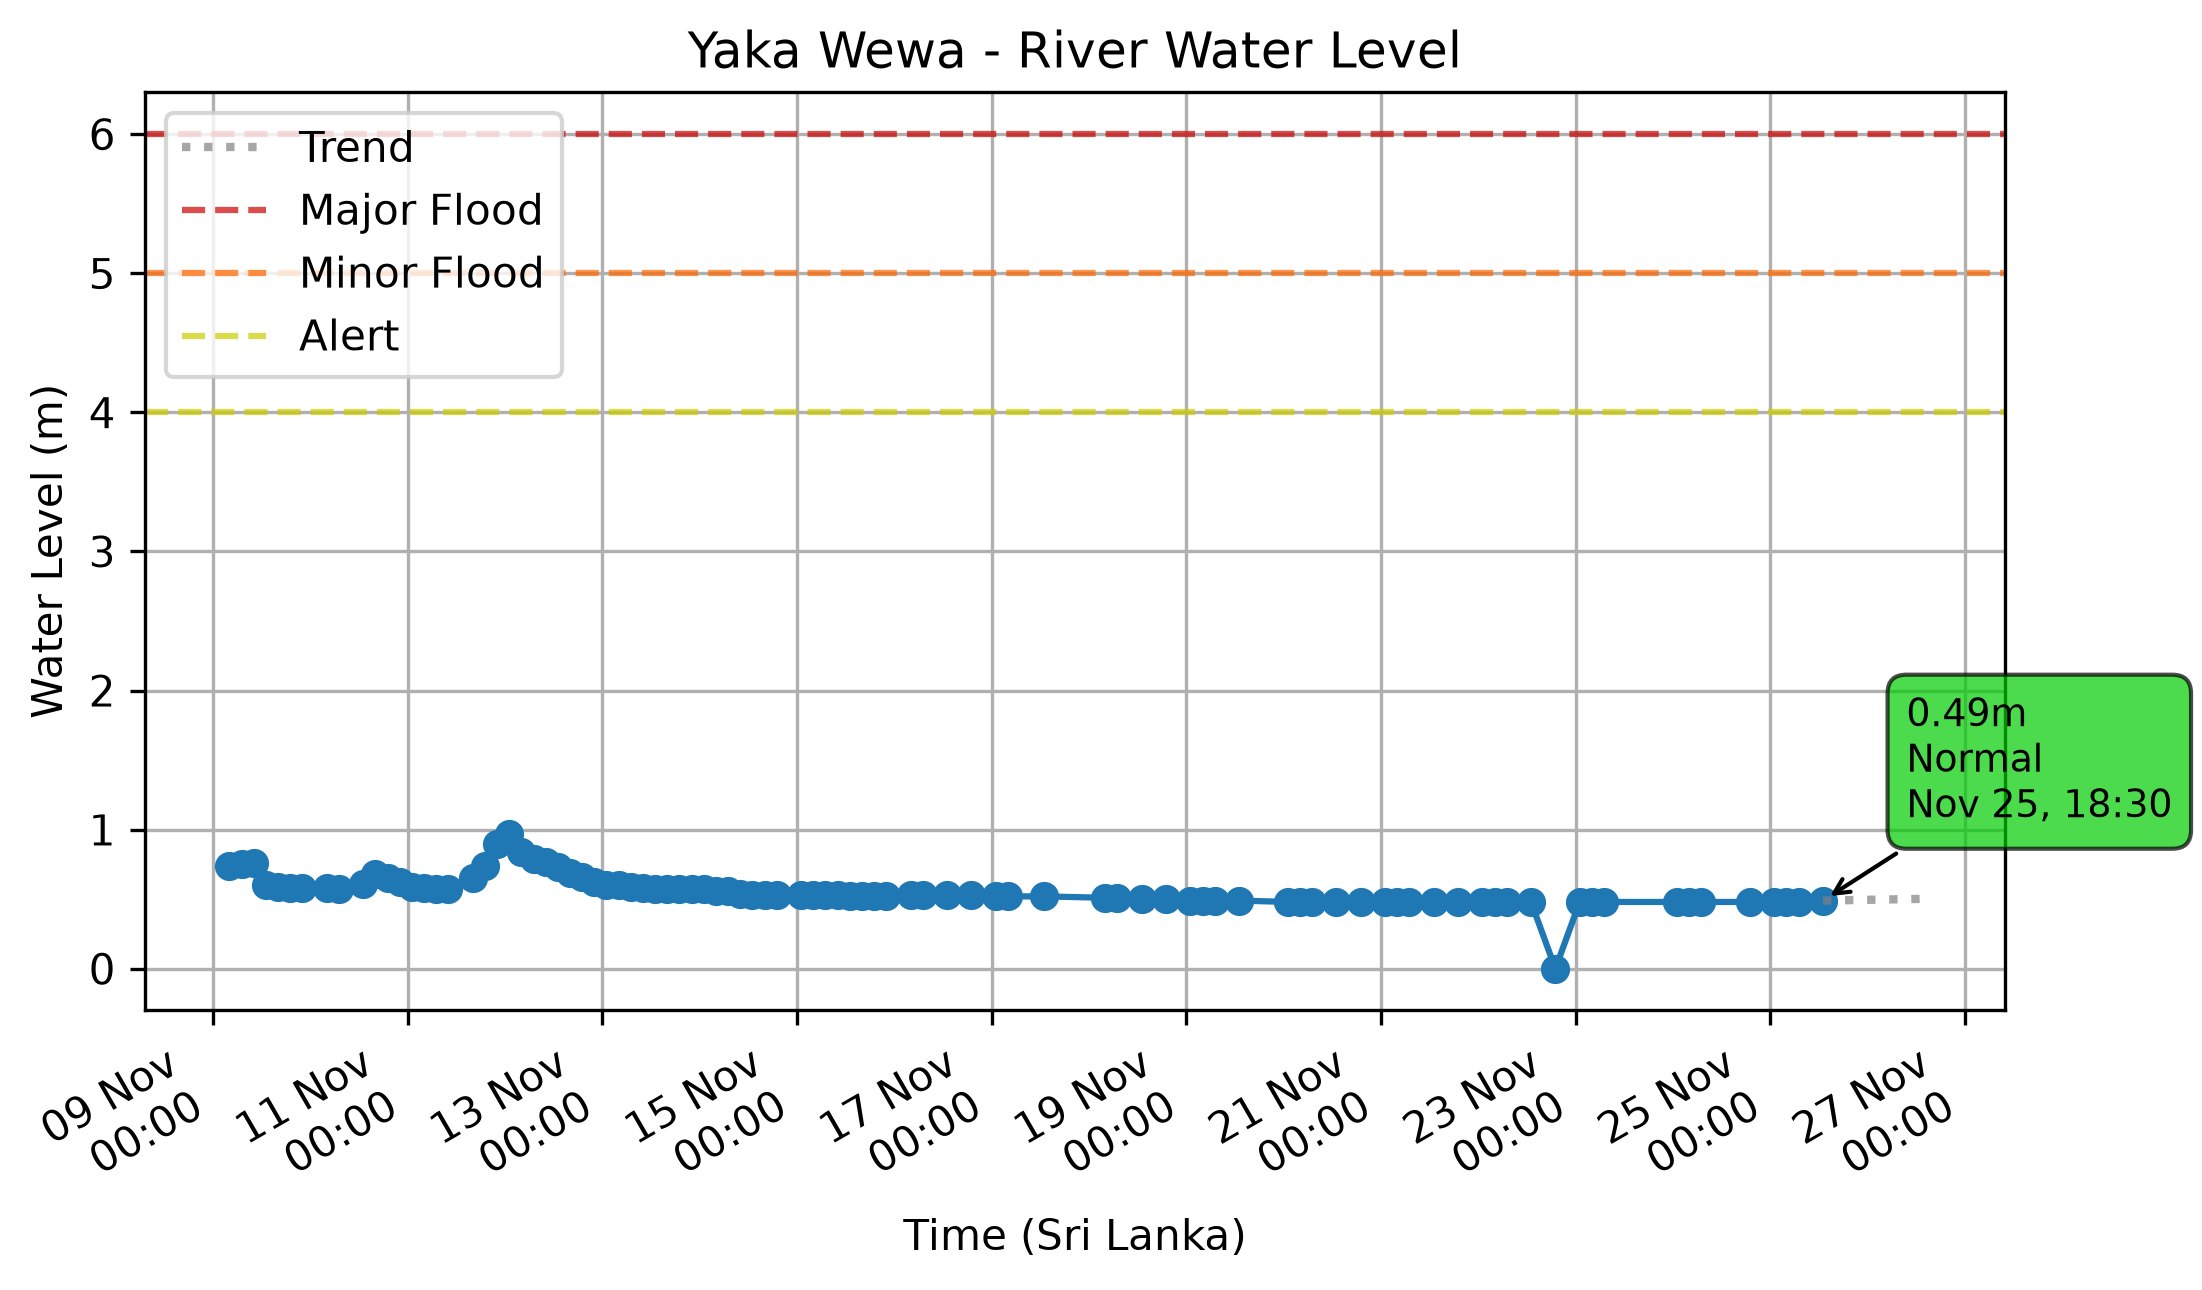 Yaka Wewa - River Water Level
Trend
Major Flood
Minor Flood
Alert
6
5
4
3
2
1
0
Water Level (m)
0.49m
Normal
Nov 25, 18:30
09 Nov
00:00
11 Nov
00:00
13 Nov
00:00
15 Nov
00:00
17 Nov
00:00
19 Nov
00:00
21 Nov
00:00
23 Nov
00:00
25 Nov
00:00
27 Nov
00:00
Time (Sri Lanka)